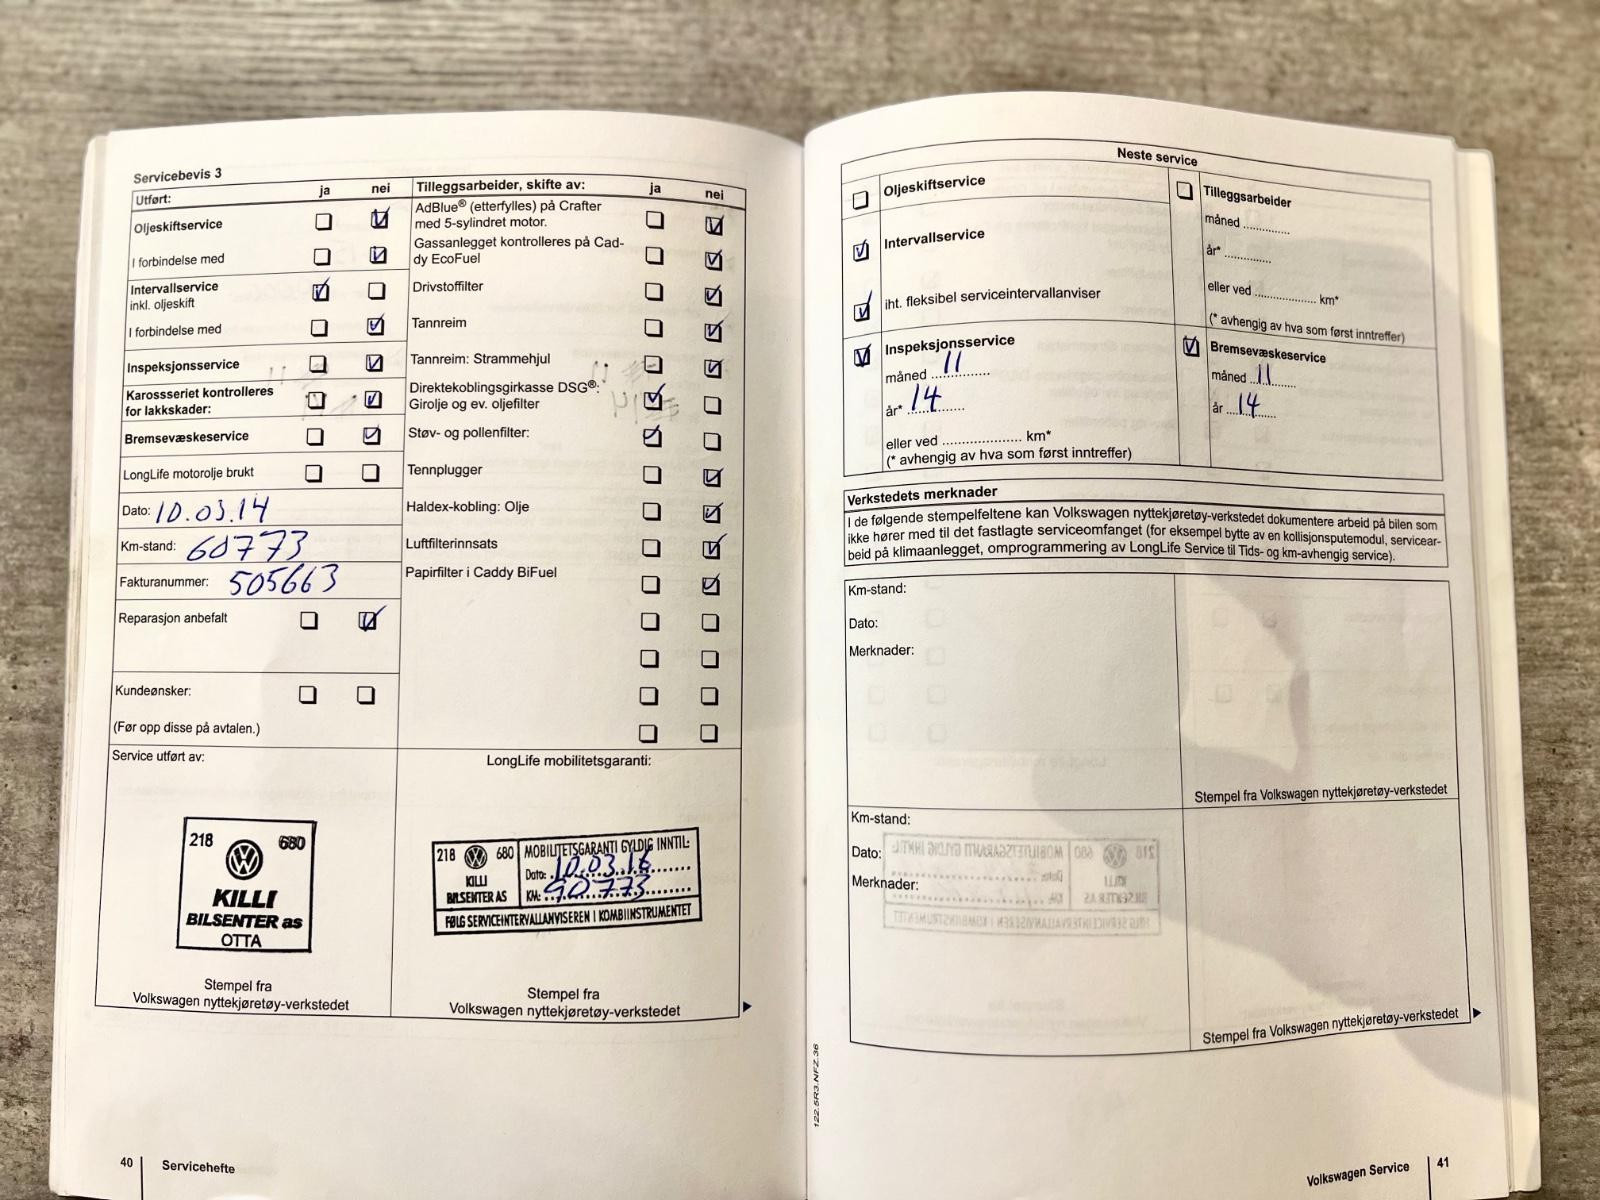 Servicebevis 3
Utført: ja nei
Oljeskiftservice
I forbindelse med
Intervallservice
inkl. oljeskift
I forbindelse med
Inspeksjonsservice
Karossseriet kontrolleres
for lakkskader:
Bremsevæskeservice
LongLife motorolje brukt
Dato: 10.03.14
Km-stand: 60773
Fakturanummer: 505663
Reparasjon anbefalt
Kundeønsker:
(Før opp disse på avtalen.)
Tilleggsarbeider, skifte av: ja nei
AdBlue® (etterfylles) på Crafter
med 5-sylindret motor.
Gassanlegget kontrolleres på Cad-
dy EcoFuel
Drivstoffilter
Tannreim
Tannreim: Strammehjul
Direktekoblingsgirkasse DSG®:
Girolje og ev. oljefilter
Støv- og pollenfilter:
Tennplugger
Haldex-kobling: Olje
Luftfilterinnsats
Papirfilter i Caddy BiFuel
Service utført av:
218 680
KILLI
BILSENTER as
OTTA
Stempel fra
Volkswagen nyttekjøretøy-verkstedet
LongLife mobilitetsgaranti:
218 680
KILLI
BILSENTER AS
MOBILITETSGARANTI GYLDIG INNTIL:
Dato: 10.03.16
KM: 90773
FØLG SERVICEINTERVALLANVISEREN I KOMBIINSTRUMENTET
Stempel fra
Volkswagen nyttekjøretøy-verkstedet
40 Servicehefte
Neste service
Oljeskiftservice
Intervallservice
iht. fleksibel serviceintervallanviser
Tilleggsarbeider
måned ..............
år* ..............
eller ved .................. km*
(* avhengig av hva som først inntreffer)
Inspeksjonsservice
måned 11
år* 14
eller ved .................... km*
(* avhengig av hva som først inntreffer)
Bremsevæskeservice
måned 11
år 14
Verkstedets merknader
I de følgende stempelfeltene kan Volkswagen nyttekjøretøy-verkstedet dokumentere arbeid på bilen som
ikke hører med til det fastlagte serviceomfanget (for eksempel bytte av en kollisjonsputemodul, servicear-
beid på klimaanlegget, omprogrammering av LongLife Service til Tids- og km-avhengig service).
Km-stand:
Dato:
Merknader:
Stempel fra Volkswagen nyttekjøretøy-verkstedet
Km-stand:
Dato:
Merknader:
Stempel fra Volkswagen nyttekjøretøy-verkstedet
122.5R3.NFZ.36
Volkswagen Service 41